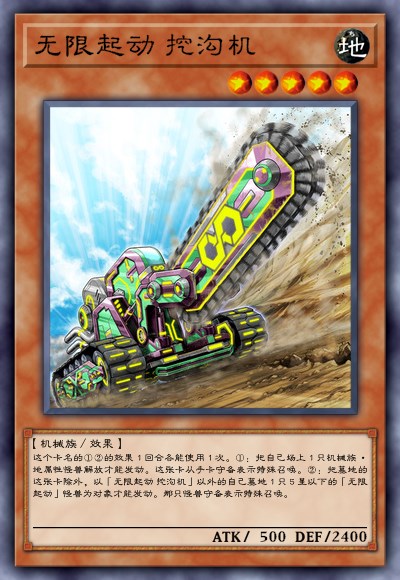 无限起动 挖沟机
地
【机械族／效果】
这个卡名的①②的效果1回合各能使用1次。①：把自己场上1只机械族・
地属性怪兽解放才能发动。这张卡从手卡守备表示特殊召唤。②：把墓地的
这张卡除外，以「无限起动 挖沟机」以外的自己墓地1只5星以下的「无限
起动」怪兽为对象才能发动。那只怪兽守备表示特殊召唤。
ATK/ 500 DEF/2400